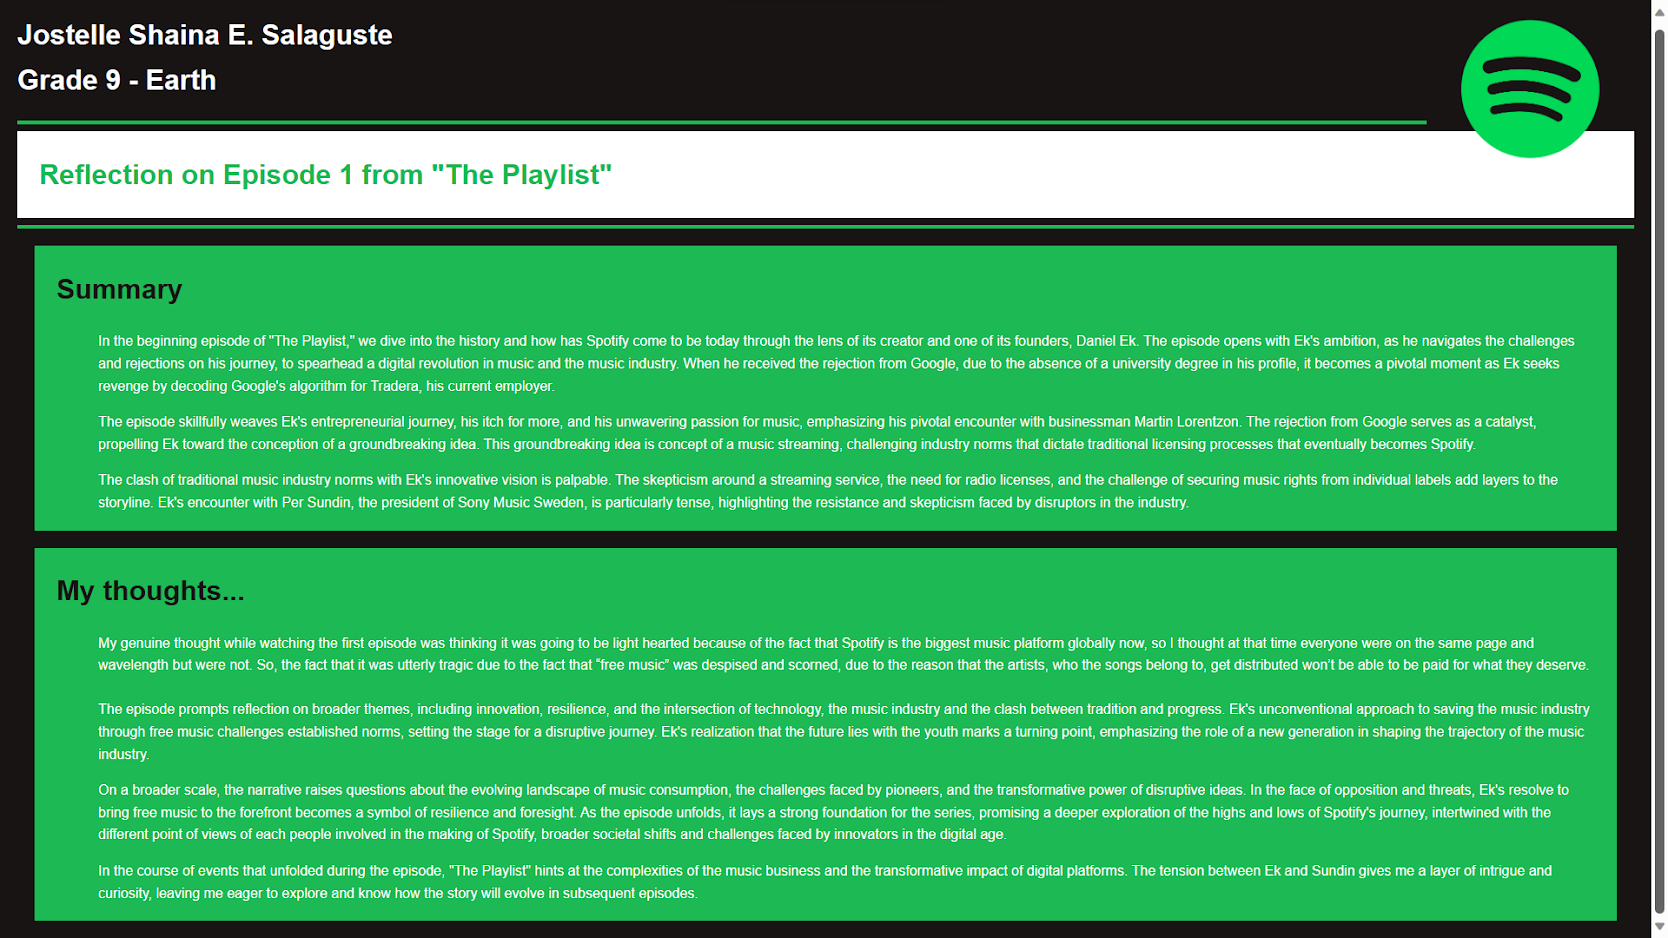 Jostelle Shaina E. Salaguste
Grade 9 - Earth
Reflection on Episode 1 from "The Playlist"
Summary
In the beginning episode of "The Playlist," we dive into the history and how has Spotify come to be today through the lens of its creator and one of its founders, Daniel Ek. The episode opens with Ek's ambition, as he navigates the challenges
and rejections on his journey, to spearhead a digital revolution in music and the music industry. When he received the rejection from Google, due to the absence of a university degree in his profile, it becomes a pivotal moment as Ek seeks
revenge by decoding Google's algorithm for Tradera, his current employer.
The episode skillfully weaves Ek's entrepreneurial journey, his itch for more, and his unwavering passion for music, emphasizing his pivotal encounter with businessman Martin Lorentzon. The rejection from Google serves as a catalyst,
propelling Ek toward the conception of a groundbreaking idea. This groundbreaking idea is concept of a music streaming, challenging industry norms that dictate traditional licensing processes that eventually becomes Spotify.
The clash of traditional music industry norms with Ek's innovative vision is palpable. The skepticism around a streaming service, the need for radio licenses, and the challenge of securing music rights from individual labels add layers to the
storyline. Ek's encounter with Per Sundin, the president of Sony Music Sweden, is particularly tense, highlighting the resistance and skepticism faced by disruptors in the industry.
My thoughts...
My genuine thought while watching the first episode was thinking it was going to be light hearted because of the fact that Spotify is the biggest music platform globally now, so I thought at that time everyone were on the same page and
wavelength but were not. So, the fact that it was utterly tragic due to the fact that “free music” was despised and scorned, due to the reason that the artists, who the songs belong to, get distributed won’t be able to be paid for what they deserve.
The episode prompts reflection on broader themes, including innovation, resilience, and the intersection of technology, the music industry and the clash between tradition and progress. Ek's unconventional approach to saving the music industry
through free music challenges established norms, setting the stage for a disruptive journey. Ek's realization that the future lies with the youth marks a turning point, emphasizing the role of a new generation in shaping the trajectory of the music
industry.
On a broader scale, the narrative raises questions about the evolving landscape of music consumption, the challenges faced by pioneers, and the transformative power of disruptive ideas. In the face of opposition and threats, Ek's resolve to
bring free music to the forefront becomes a symbol of resilience and foresight. As the episode unfolds, it lays a strong foundation for the series, promising a deeper exploration of the highs and lows of Spotify's journey, intertwined with the
different point of views of each people involved in the making of Spotify, broader societal shifts and challenges faced by innovators in the digital age.
In the course of events that unfolded during the episode, "The Playlist" hints at the complexities of the music business and the transformative impact of digital platforms. The tension between Ek and Sundin gives me a layer of intrigue and
curiosity, leaving me eager to explore and know how the story will evolve in subsequent episodes.